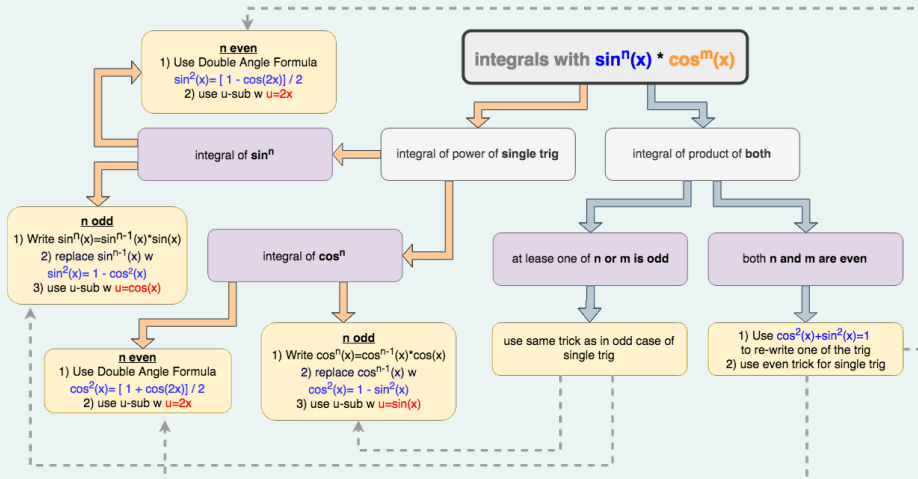 integrals with sinⁿ(x) * cosᵐ(x)
n even
1) Use Double Angle Formula
sin²(x)= [ 1 - cos(2x)] / 2
2) use u-sub w u=2x
integral of sinⁿ
integral of power of single trig
integral of product of both
n odd
1) Write sinⁿ(x)=sinⁿ⁻¹(x)*sin(x)
2) replace sinⁿ⁻¹(x) w
sin²(x)= 1 - cos²(x)
3) use u-sub w u=cos(x)
integral of cosⁿ
at lease one of n or m is odd
both n and m are even
n even
1) Use Double Angle Formula
cos²(x)= [ 1 + cos(2x)] / 2
2) use u-sub w u=2x
n odd
1) Write cosⁿ(x)=cosⁿ⁻¹(x)*cos(x)
2) replace cosⁿ⁻¹(x) w
cos²(x)= 1 - sin²(x)
3) use u-sub w u=sin(x)
use same trick as in odd case of
single trig
1) Use cos²(x)+sin²(x)=1
to re-write one of the trig
2) use even trick for single trig